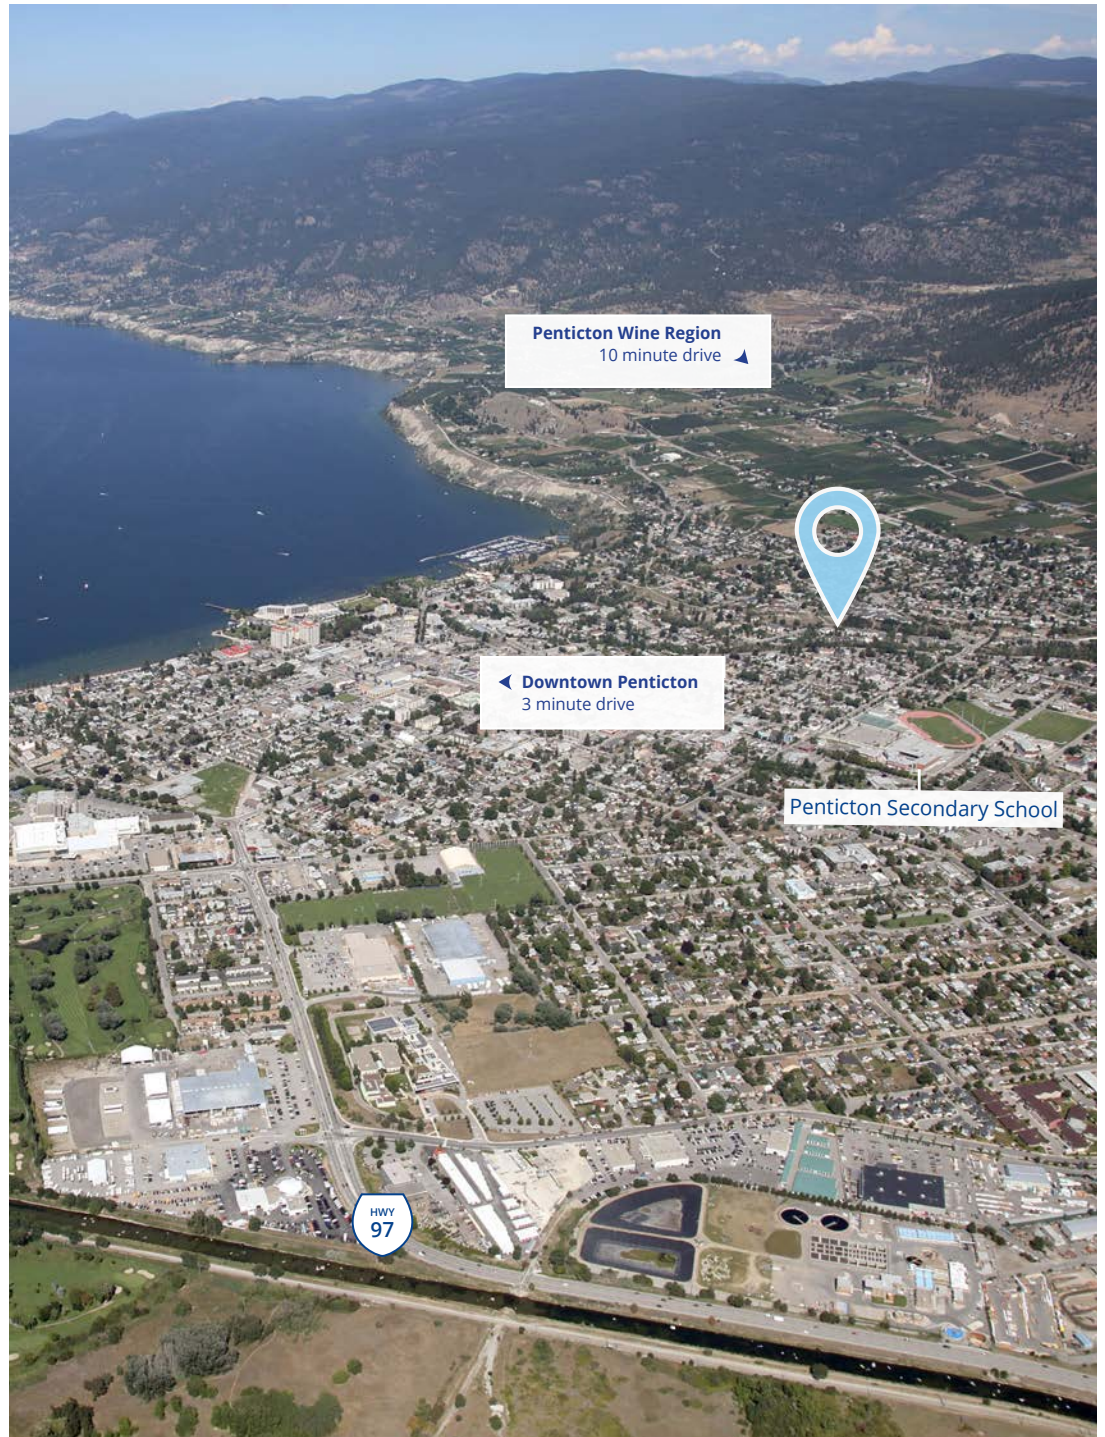 Penticton Wine Region
10 minute drive
Downtown Penticton
3 minute drive
Penticton Secondary School
HWY
97